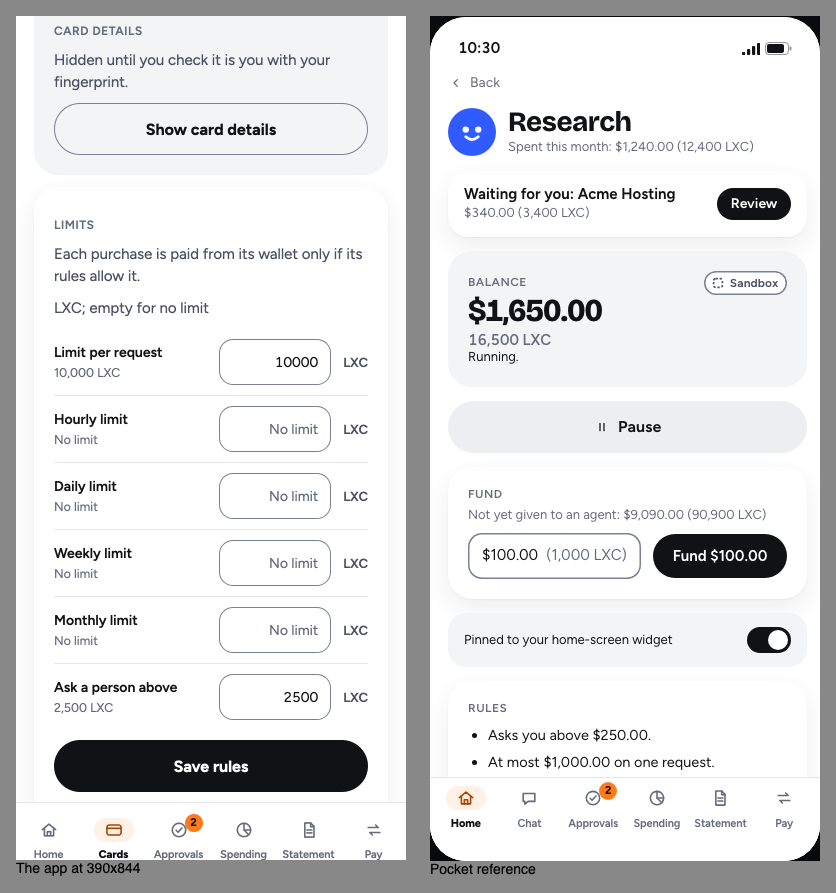 CARD DETAILS
Hidden until you check it is you with your
fingerprint.
Show card details
LIMITS
Each purchase is paid from its wallet only if its
rules allow it.
LXC; empty for no limit
Limit per request
10,000 LXC
10000 LXC
Hourly limit
No limit
No limit LXC
Daily limit
No limit
No limit LXC
Weekly limit
No limit
No limit LXC
Monthly limit
No limit
No limit LXC
Ask a person above
2,500 LXC
2500 LXC
Save rules
2
Home Cards Approvals Spending Statement Pay
The app at 390x844
10:30
Back
Research
Spent this month: $1,240.00 (12,400 LXC)
Waiting for you: Acme Hosting
$340.00 (3,400 LXC)
Review
BALANCE
Sandbox
$1,650.00
16,500 LXC
Running.
Pause
FUND
Not yet given to an agent: $9,090.00 (90,900 LXC)
$100.00 (1,000 LXC) Fund $100.00
Pinned to your home-screen widget
RULES
• Asks you above $250.00.
• At most $1,000.00 on one request.
2
Home Chat Approvals Spending Statement Pay
Pocket reference